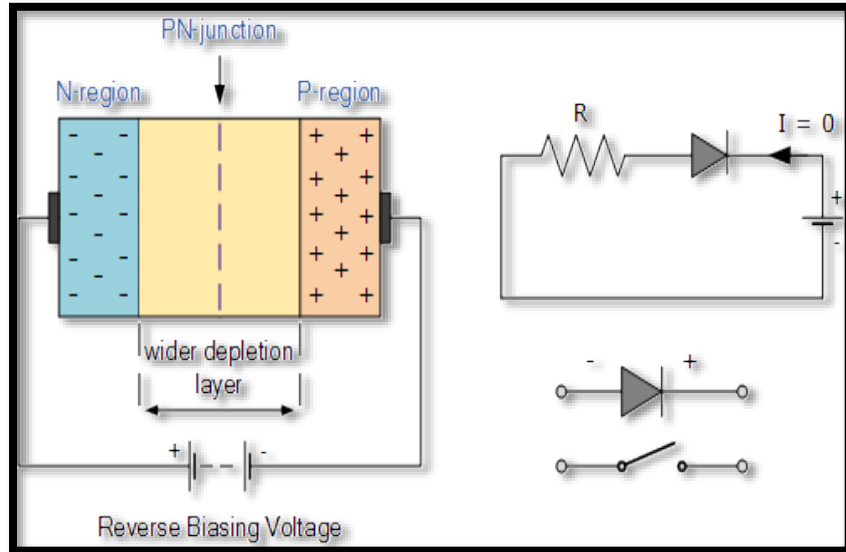 PN-junction
N-region
P-region
- - - - - - - - - - - - - - - - - -
+ + + + + + + + + + + + + +
wider depletion
layer
+ -
Reverse Biasing Voltage
R
I = 0
+
-
- +